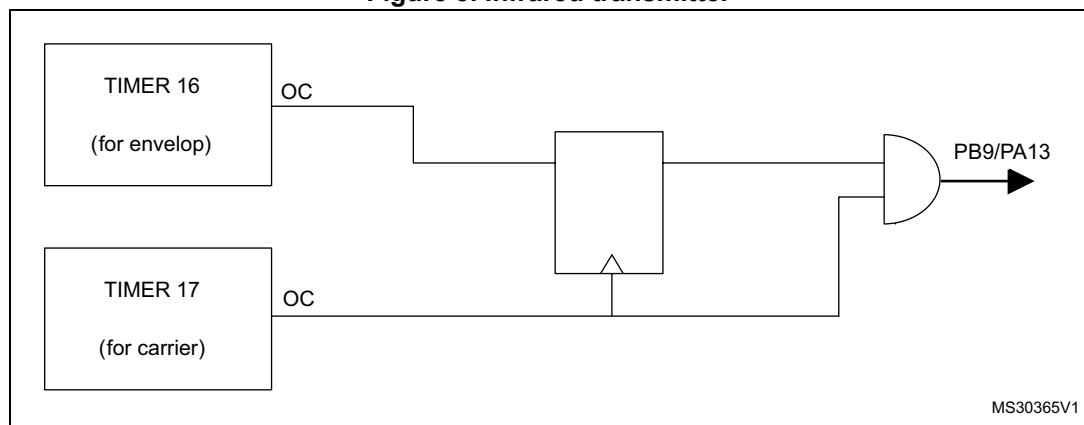 TIMER 16
(for envelop)
OC
PB9/PA13
TIMER 17
(for carrier)
OC
MS30365V1